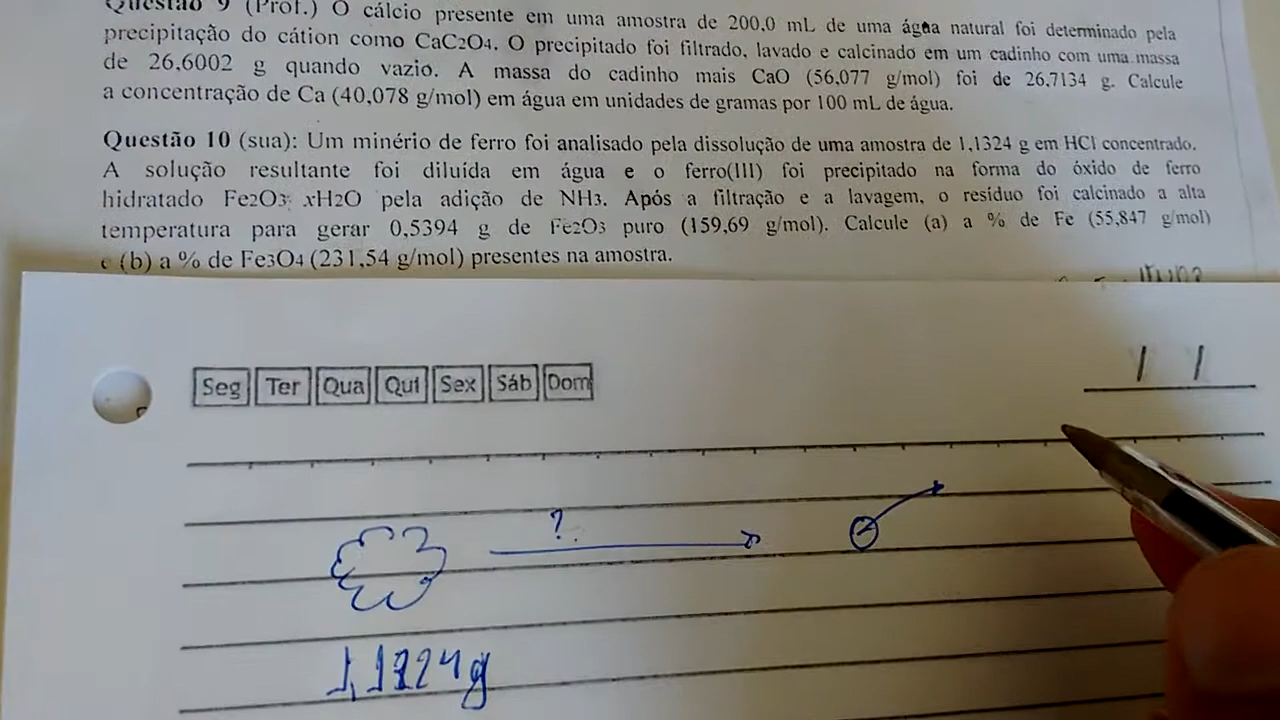 Questão 9 (Prof.) O cálcio presente em uma amostra de 200,0 mL de uma água natural foi determinado pela
precipitação do cátion como CaC2O4. O precipitado foi filtrado, lavado e calcinado em um cadinho com uma massa
de 26,6002 g quando vazio. A massa do cadinho mais CaO (56,077 g/mol) foi de 26,7134 g. Calcule
a concentração de Ca (40,078 g/mol) em água em unidades de gramas por 100 mL de água.
Questão 10 (sua): Um minério de ferro foi analisado pela dissolução de uma amostra de 1,1324 g em HCl concentrado.
A solução resultante foi diluída em água e o ferro(III) foi precipitado na forma do óxido de ferro
hidratado Fe2O3· xH2O pela adição de NH3. Após a filtração e a lavagem, o resíduo foi calcinado a alta
temperatura para gerar 0,5394 g de Fe2O3 puro (159,69 g/mol). Calcule (a) a % de Fe (55,847 g/mol)
e (b) a % de Fe3O4 (231,54 g/mol) presentes na amostra.
Seg Ter Qua Qui Sex Sáb Dom
/ /
?
1,1324g